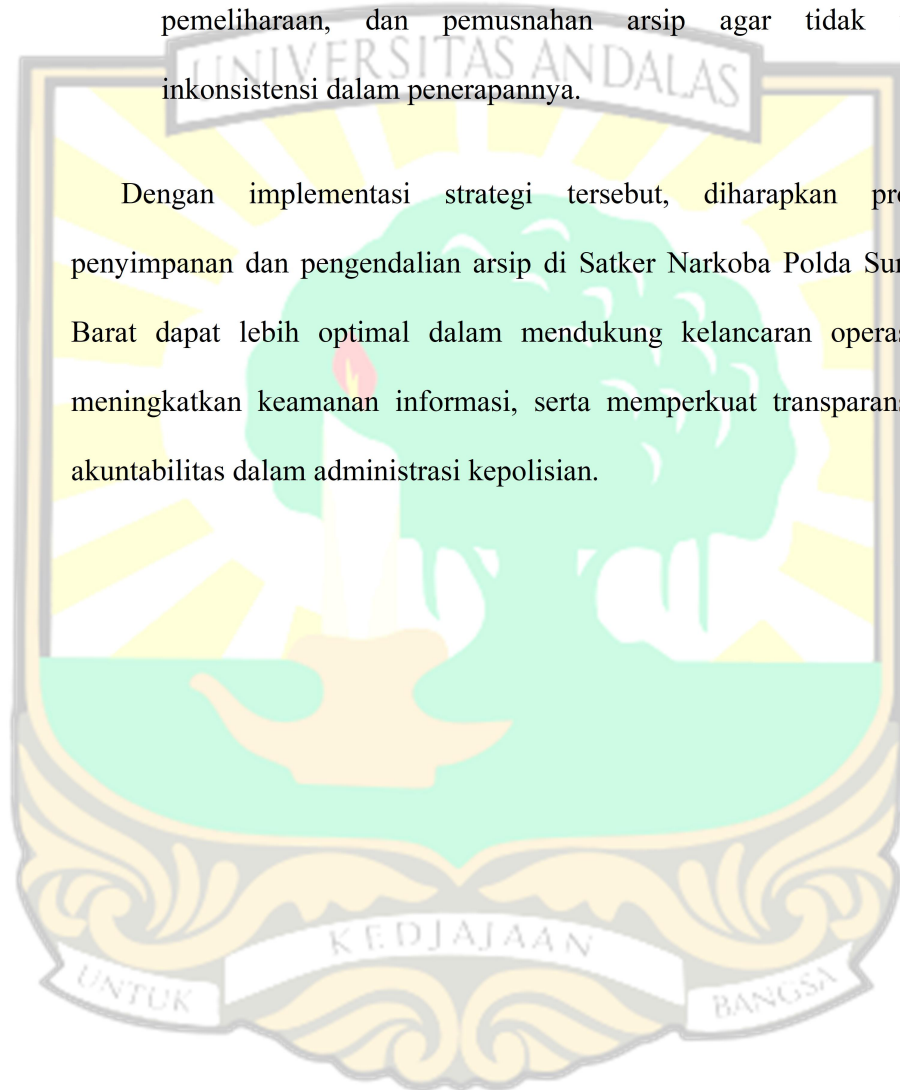 pemeliharaan, dan pemusnahan arsip agar tidak
UNIVERSITAS ANDALAS
inkonsistensi dalam penerapannya.
Dengan implementasi strategi tersebut, diharapkan
penyimpanan dan pengendalian arsip di Satker Narkoba Polda
Barat dapat lebih optimal dalam mendukung kelancaran
meningkatkan keamanan informasi, serta memperkuat
akuntabilitas dalam administrasi kepolisian.
KEDJAJAAN
UNTUK BANGSA